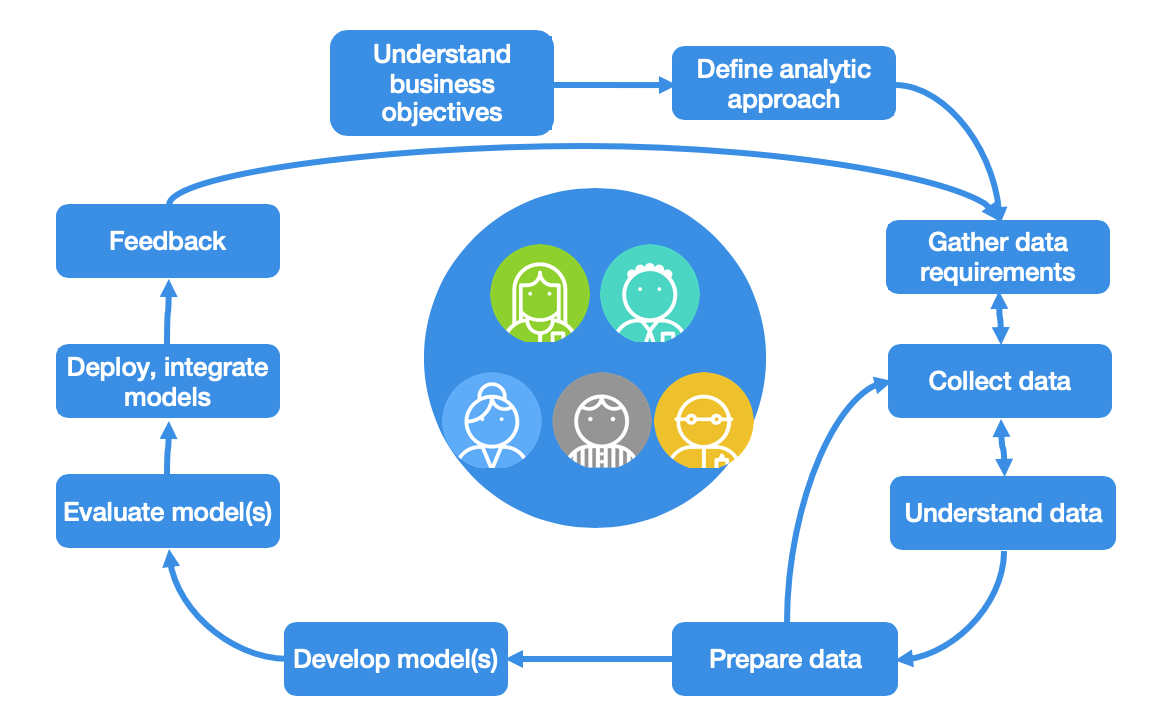 Understand
business
objectives
Define analytic
approach
Gather data
requirements
Collect data
Understand data
Prepare data
Develop model(s)
Evaluate model(s)
Deploy, integrate
models
Feedback